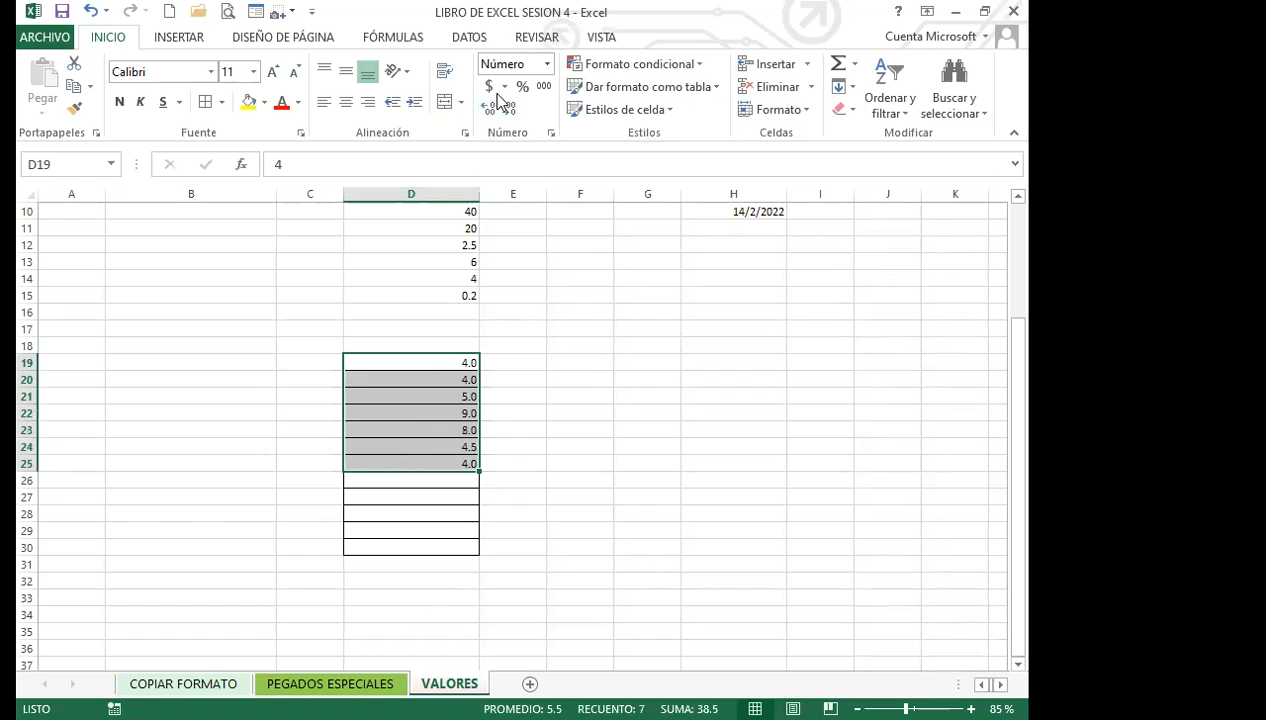 LIBRO DE EXCEL SESION 4 - Excel
?
ARCHIVO INICIO INSERTAR DISEÑO DE PÁGINA FÓRMULAS DATOS REVISAR VISTA Cuenta Microsoft
Pegar
Calibri 11
N K S
Número
$ % 000
Formato condicional
Dar formato como tabla
Estilos de celda
Insertar
Eliminar
Formato
Ordenar y filtrar
Buscar y seleccionar
Portapapeles Fuente Alineación Número Estilos Celdas Modificar
D19 fx 4
A B C D E F G H I J K
10 40 14/2/2022
11 20
12 2.5
13 6
14 4
15 0.2
16
17
18
19 4.0
20 4.0
21 5.0
22 9.0
23 8.0
24 4.5
25 4.0
26
27
28
29
30
31
32
33
34
35
36
37
COPIAR FORMATO PEGADOS ESPECIALES VALORES
LISTO PROMEDIO: 5.5 RECUENTO: 7 SUMA: 38.5 85 %